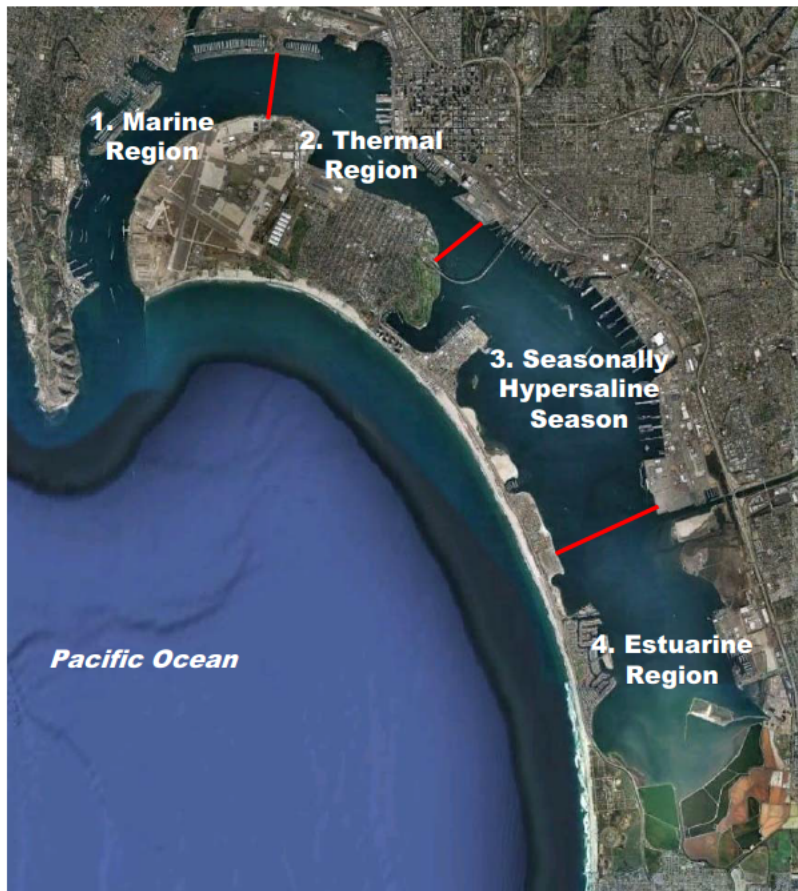 1. Marine
Region
2. Thermal
Region
3. Seasonally
Hypersaline
Season
Pacific Ocean
4. Estuarine
Region